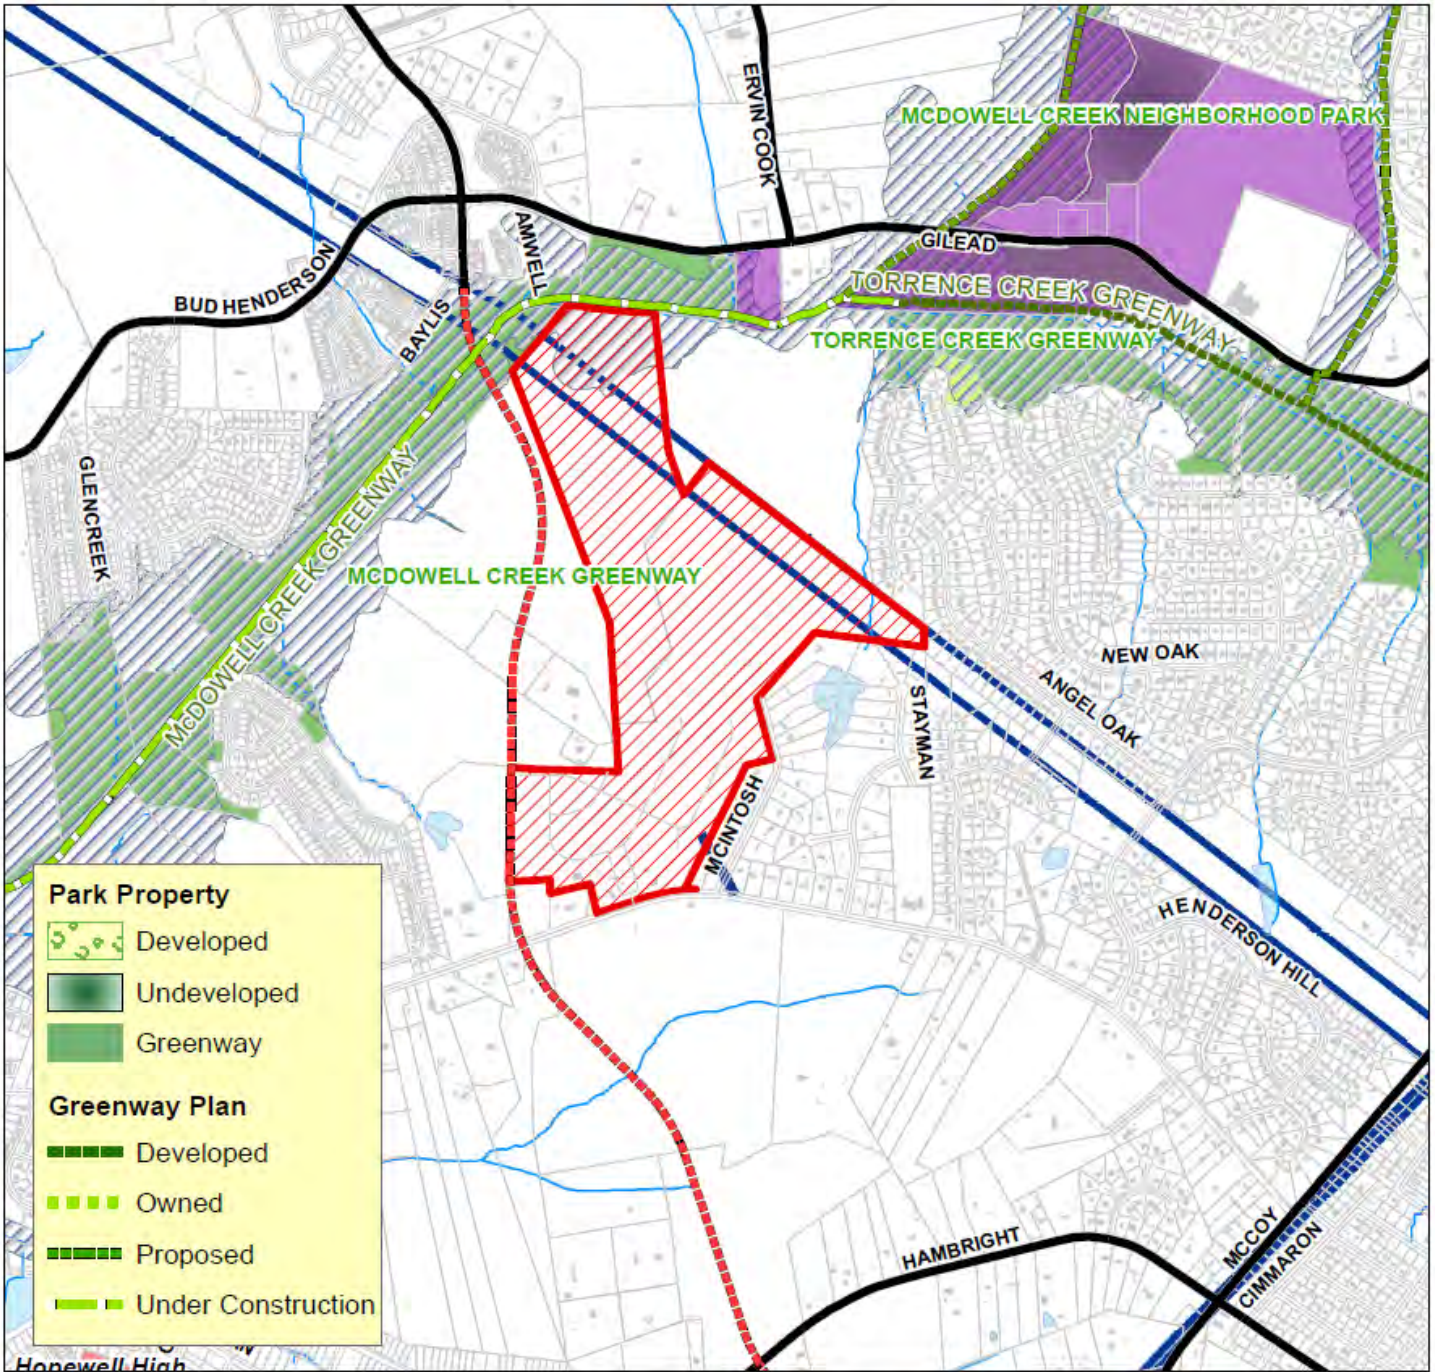 ERVIN COOK
MCDOWELL CREEK NEIGHBORHOOD PARK
AMWELL
GILEAD
BUD HENDERSON
BAYLIS
TORRENCE CREEK GREENWAY
TORRENCE CREEK GREENWAY
GLENCREEK
McDOWELL CREEK GREENWAY
MCDOWELL CREEK GREENWAY
NEW OAK
ANGEL OAK
STAYMAN
MCINTOSH
HENDERSON HILL
Park Property
Developed
Undeveloped
Greenway
Greenway Plan
Developed
Owned
Proposed
Under Construction
HAMBRIGHT
MCCOY
CIMMARON
Hopewell High